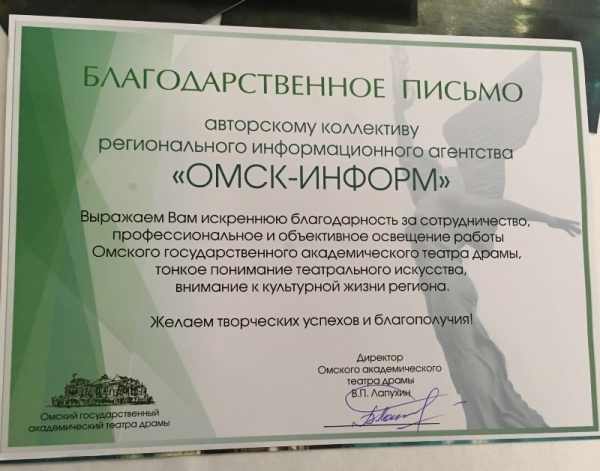 БЛАГОДАРСТВЕННОЕ ПИСЬМО
авторскому коллективу
регионального информационного агентства
«ОМСК-ИНФОРМ»
Выражаем Вам искреннюю благодарность за сотрудничество,
профессиональное и объективное освещение работы
Омского государственного академического театра драмы,
тонкое понимание театрального искусства,
внимание к культурной жизни региона.
Желаем творческих успехов и благополучия!
Директор
Омского академического
театра драмы
В.П. Лапухин
Омский государственный
академический театр драмы